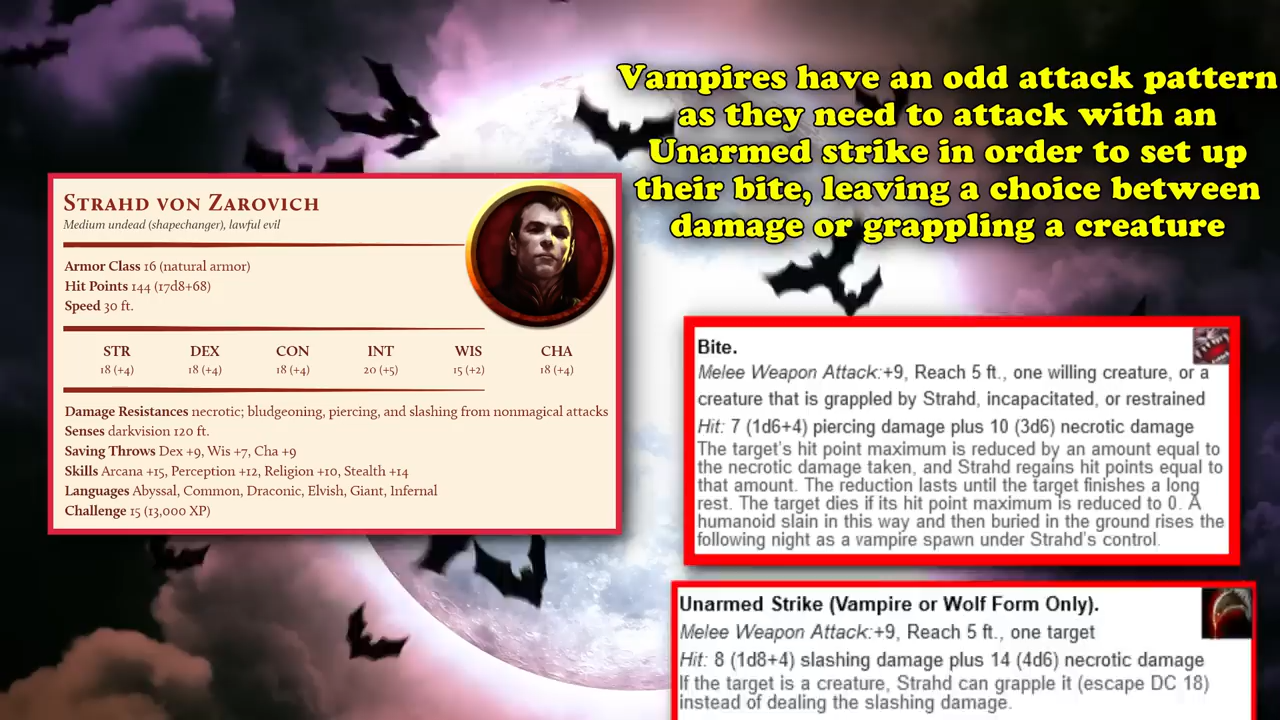 Vampires have an odd attack pattern
as they need to attack with an
Unarmed strike in order to set up
their bite, leaving a choice between
damage or grappling a creature
STRAHD VON ZAROVICH
Medium undead (shapechanger), lawful evil
Armor Class 16 (natural armor)
Hit Points 144 (17d8+68)
Speed 30 ft.
STR DEX CON INT WIS CHA
18 (+4) 18 (+4) 18 (+4) 20 (+5) 15 (+2) 18 (+4)
Damage Resistances necrotic; bludgeoning, piercing, and slashing from nonmagical attacks
Senses darkvision 120 ft.
Saving Throws Dex +9, Wis +7, Cha +9
Skills Arcana +15, Perception +12, Religion +10, Stealth +14
Languages Abyssal, Common, Draconic, Elvish, Giant, Infernal
Challenge 15 (13,000 XP)
Bite.
Melee Weapon Attack:+9, Reach 5 ft., one willing creature, or a
creature that is grappled by Strahd, incapacitated, or restrained
Hit: 7 (1d6+4) piercing damage plus 10 (3d6) necrotic damage
The target's hit point maximum is reduced by an amount equal to
the necrotic damage taken, and Strahd regains hit points equal to
that amount. The reduction lasts until the target finishes a long
rest. The target dies if its hit point maximum is reduced to 0. A
humanoid slain in this way and then buried in the ground rises the
following night as a vampire spawn under Strahd's control.
Unarmed Strike (Vampire or Wolf Form Only).
Melee Weapon Attack:+9, Reach 5 ft., one target
Hit: 8 (1d8+4) slashing damage plus 14 (4d6) necrotic damage
If the target is a creature, Strahd can grapple it (escape DC 18)
instead of dealing the slashing damage.